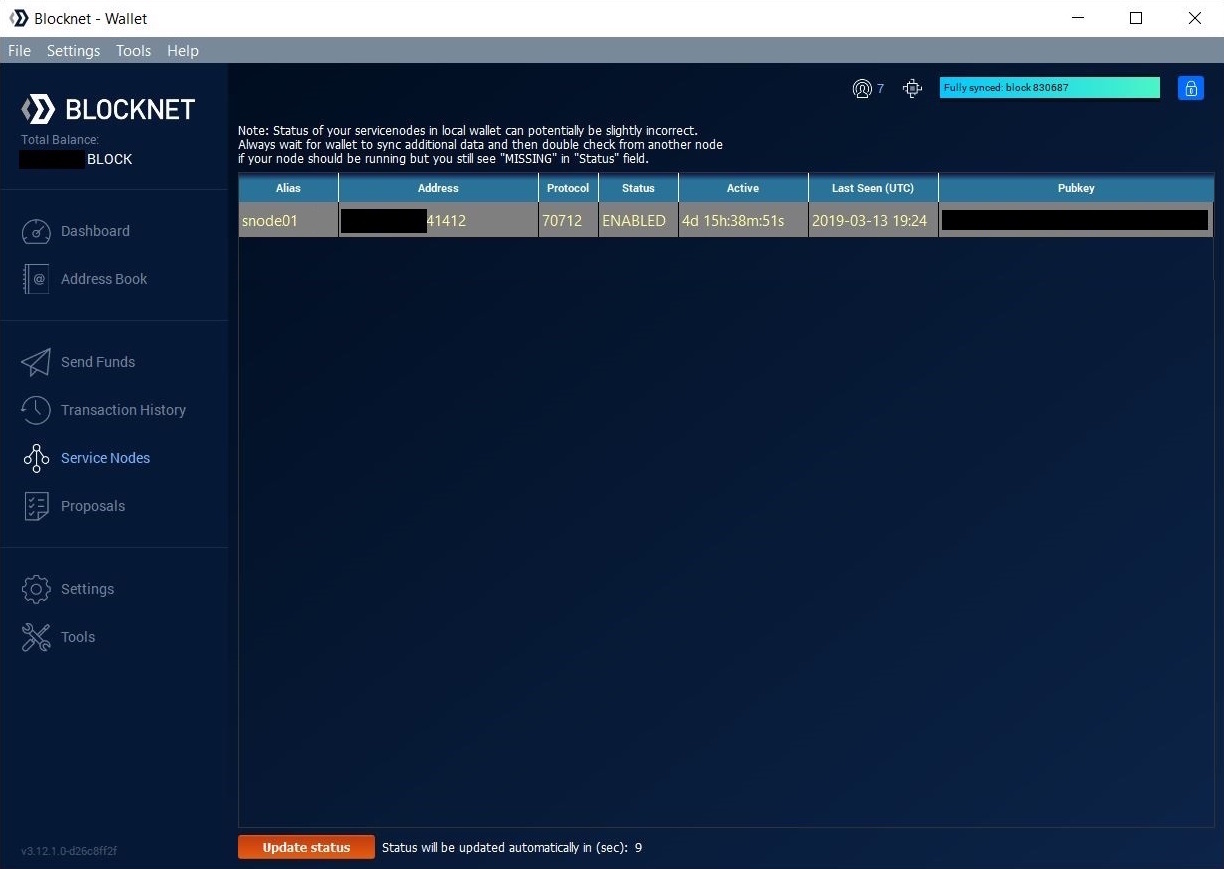 Blocknet - Wallet
File Settings Tools Help
BLOCKNET
Total Balance:
BLOCK
Dashboard
Address Book
Send Funds
Transaction History
Service Nodes
Proposals
Settings
Tools
v3.12.1.0-d26c8ff2f
7
Fully synced: block 830687
Note: Status of your servicenodes in local wallet can potentially be slightly incorrect.
Always wait for wallet to sync additional data and then double check from another node
if your node should be running but you still see "MISSING" in "Status" field.
Alias Address Protocol Status Active Last Seen (UTC) Pubkey
snode01 41412 70712 ENABLED 4d 15h:38m:51s 2019-03-13 19:24
Update status Status will be updated automatically in (sec): 9